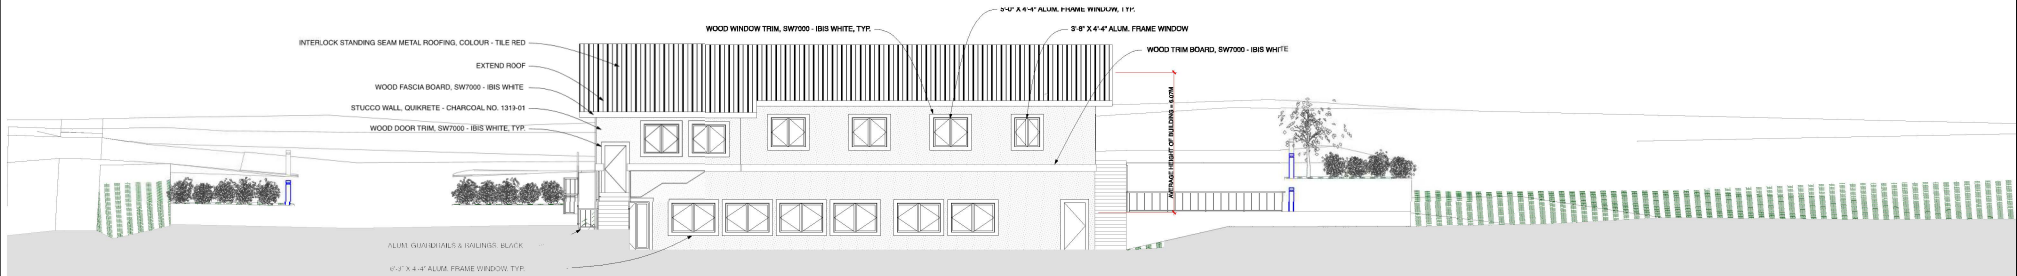 5'-0" X 4'-4" ALUM. FRAME WINDOW, TYP.
WOOD WINDOW TRIM, SW7000 - IBIS WHITE, TYP.
3'-8" X 4'-4" ALUM. FRAME WINDOW
INTERLOCK STANDING SEAM METAL ROOFING, COLOUR - TILE RED
WOOD TRIM BOARD, SW7000 - IBIS WHITE
EXTEND ROOF
WOOD FASCIA BOARD, SW7000 - IBIS WHITE
STUCCO WALL, QUIKRETE - CHARCOAL NO. 1319-01
WOOD DOOR TRIM, SW7000 - IBIS WHITE, TYP.
AVERAGE HEIGHT OF BUILDING = 6.07M
ALUM. GUARDRAILS & RAILINGS, BLACK
X 4'-4" ALUM. FRAME WINDOW, TYP.